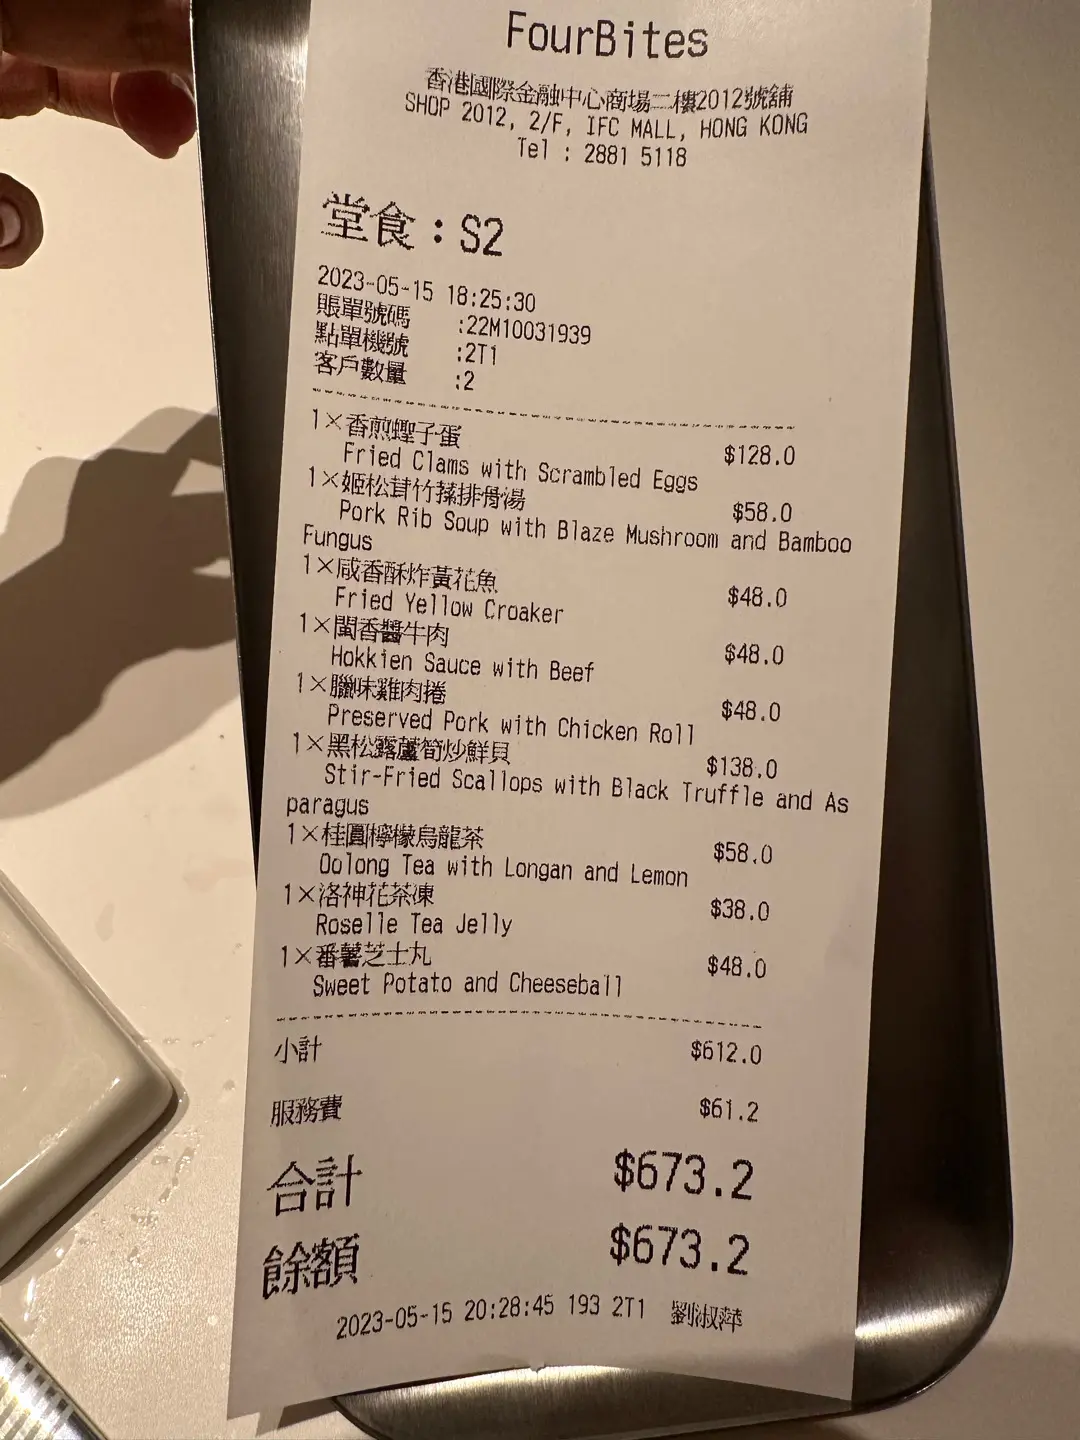 FourBites
香港國際金融中心商場二樓2012號舖
SHOP 2012, 2/F, IFC MALL, HONG KONG
Tel : 2881 5118
堂食：S2
2023-05-15 18:25:30
賬單號碼 :22M10031939
點單機號 :2T1
客戶數量 :2
1×香煎蟶子蛋 $128.0
Fried Clams with Scrambled Eggs
1×姬松茸竹蓀排骨湯 $58.0
Pork Rib Soup with Blaze Mushroom and Bamboo
Fungus
1×咸香酥炸黃花魚 $48.0
Fried Yellow Croaker
1×閩香醬牛肉 $48.0
Hokkien Sauce with Beef
1×臘味雞肉捲 $48.0
Preserved Pork with Chicken Roll
1×黑松露蘆筍炒鮮貝 $138.0
Stir-Fried Scallops with Black Truffle and As
paragus
1×桂圓檸檬烏龍茶 $58.0
Oolong Tea with Longan and Lemon
1×洛神花茶凍 $38.0
Roselle Tea Jelly
1×番薯芝士丸 $48.0
Sweet Potato and Cheeseball
小計 $612.0
服務費 $61.2
合計 $673.2
餘額 $673.2
2023-05-15 20:28:45 193 2T1 劉淑萍